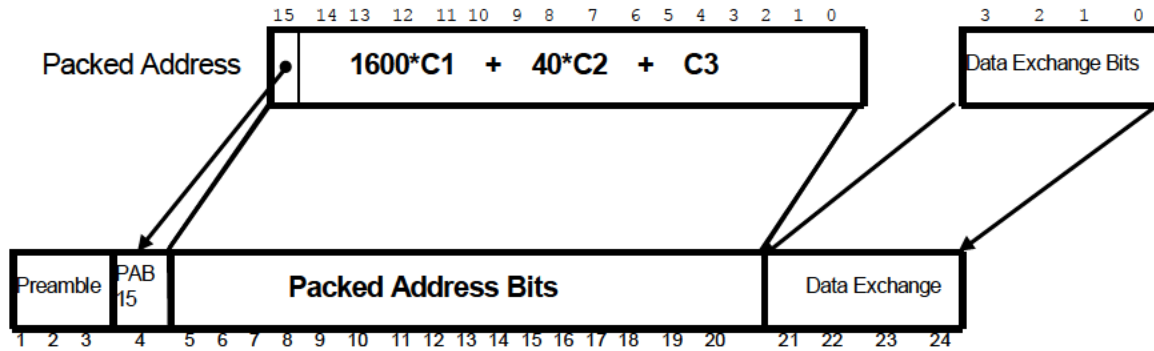 15 14 13 12 11 10 9 8 7 6 5 4 3 2 1 0 3 2 1 0
Packed Address 1600*C1 + 40*C2 + C3 Data Exchange Bits
Preamble PAB
15 Packed Address Bits Data Exchange
1 2 3 4 5 6 7 8 9 10 11 12 13 14 15 16 17 18 19 20 21 22 23 24